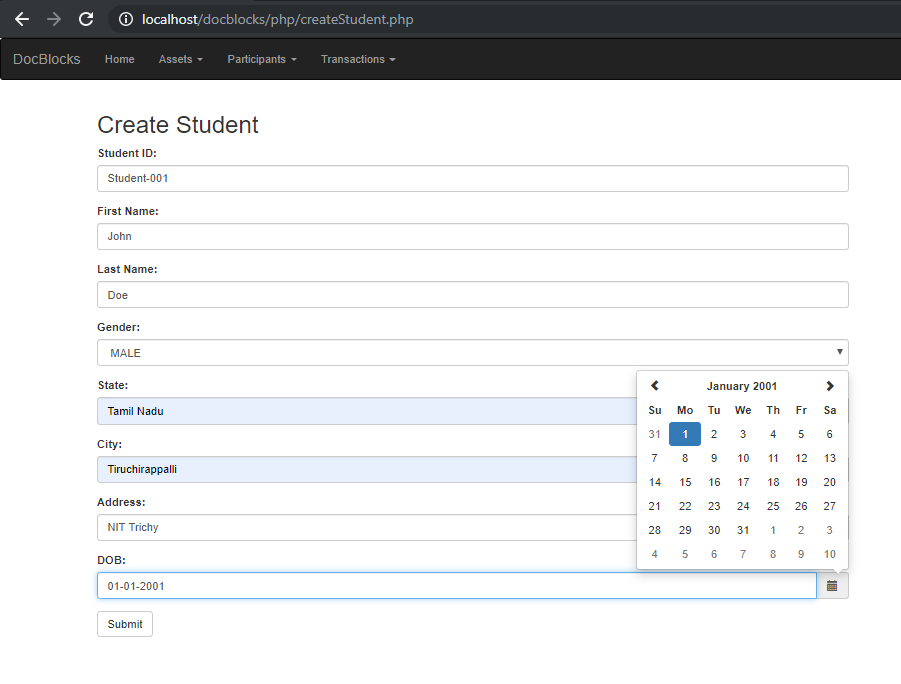 localhost/docblocks/php/createStudent.php
DocBlocks Home Assets Participants Transactions
Create Student
Student ID:
Student-001
First Name:
John
Last Name:
Doe
Gender:
MALE
State:
Tamil Nadu
City:
Tiruchirappalli
Address:
NIT Trichy
DOB:
01-01-2001
Submit
January 2001
Su Mo Tu We Th Fr Sa
31 1 2 3 4 5 6
7 8 9 10 11 12 13
14 15 16 17 18 19 20
21 22 23 24 25 26 27
28 29 30 31 1 2 3
4 5 6 7 8 9 10